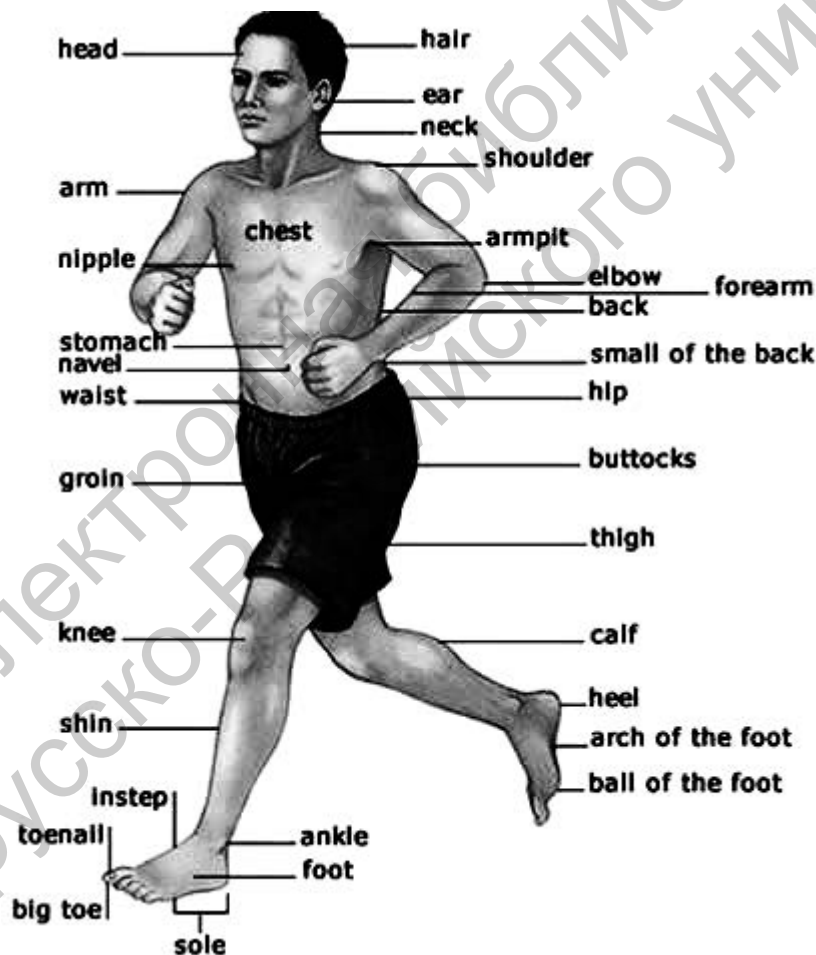 head
hair
ear
neck
shoulder
arm
chest
armpit
nipple
elbow
forearm
back
stomach
small of the back
navel
waist
hip
buttocks
groin
thigh
knee
calf
heel
shin
arch of the foot
ball of the foot
instep
toenail
ankle
foot
big toe
sole